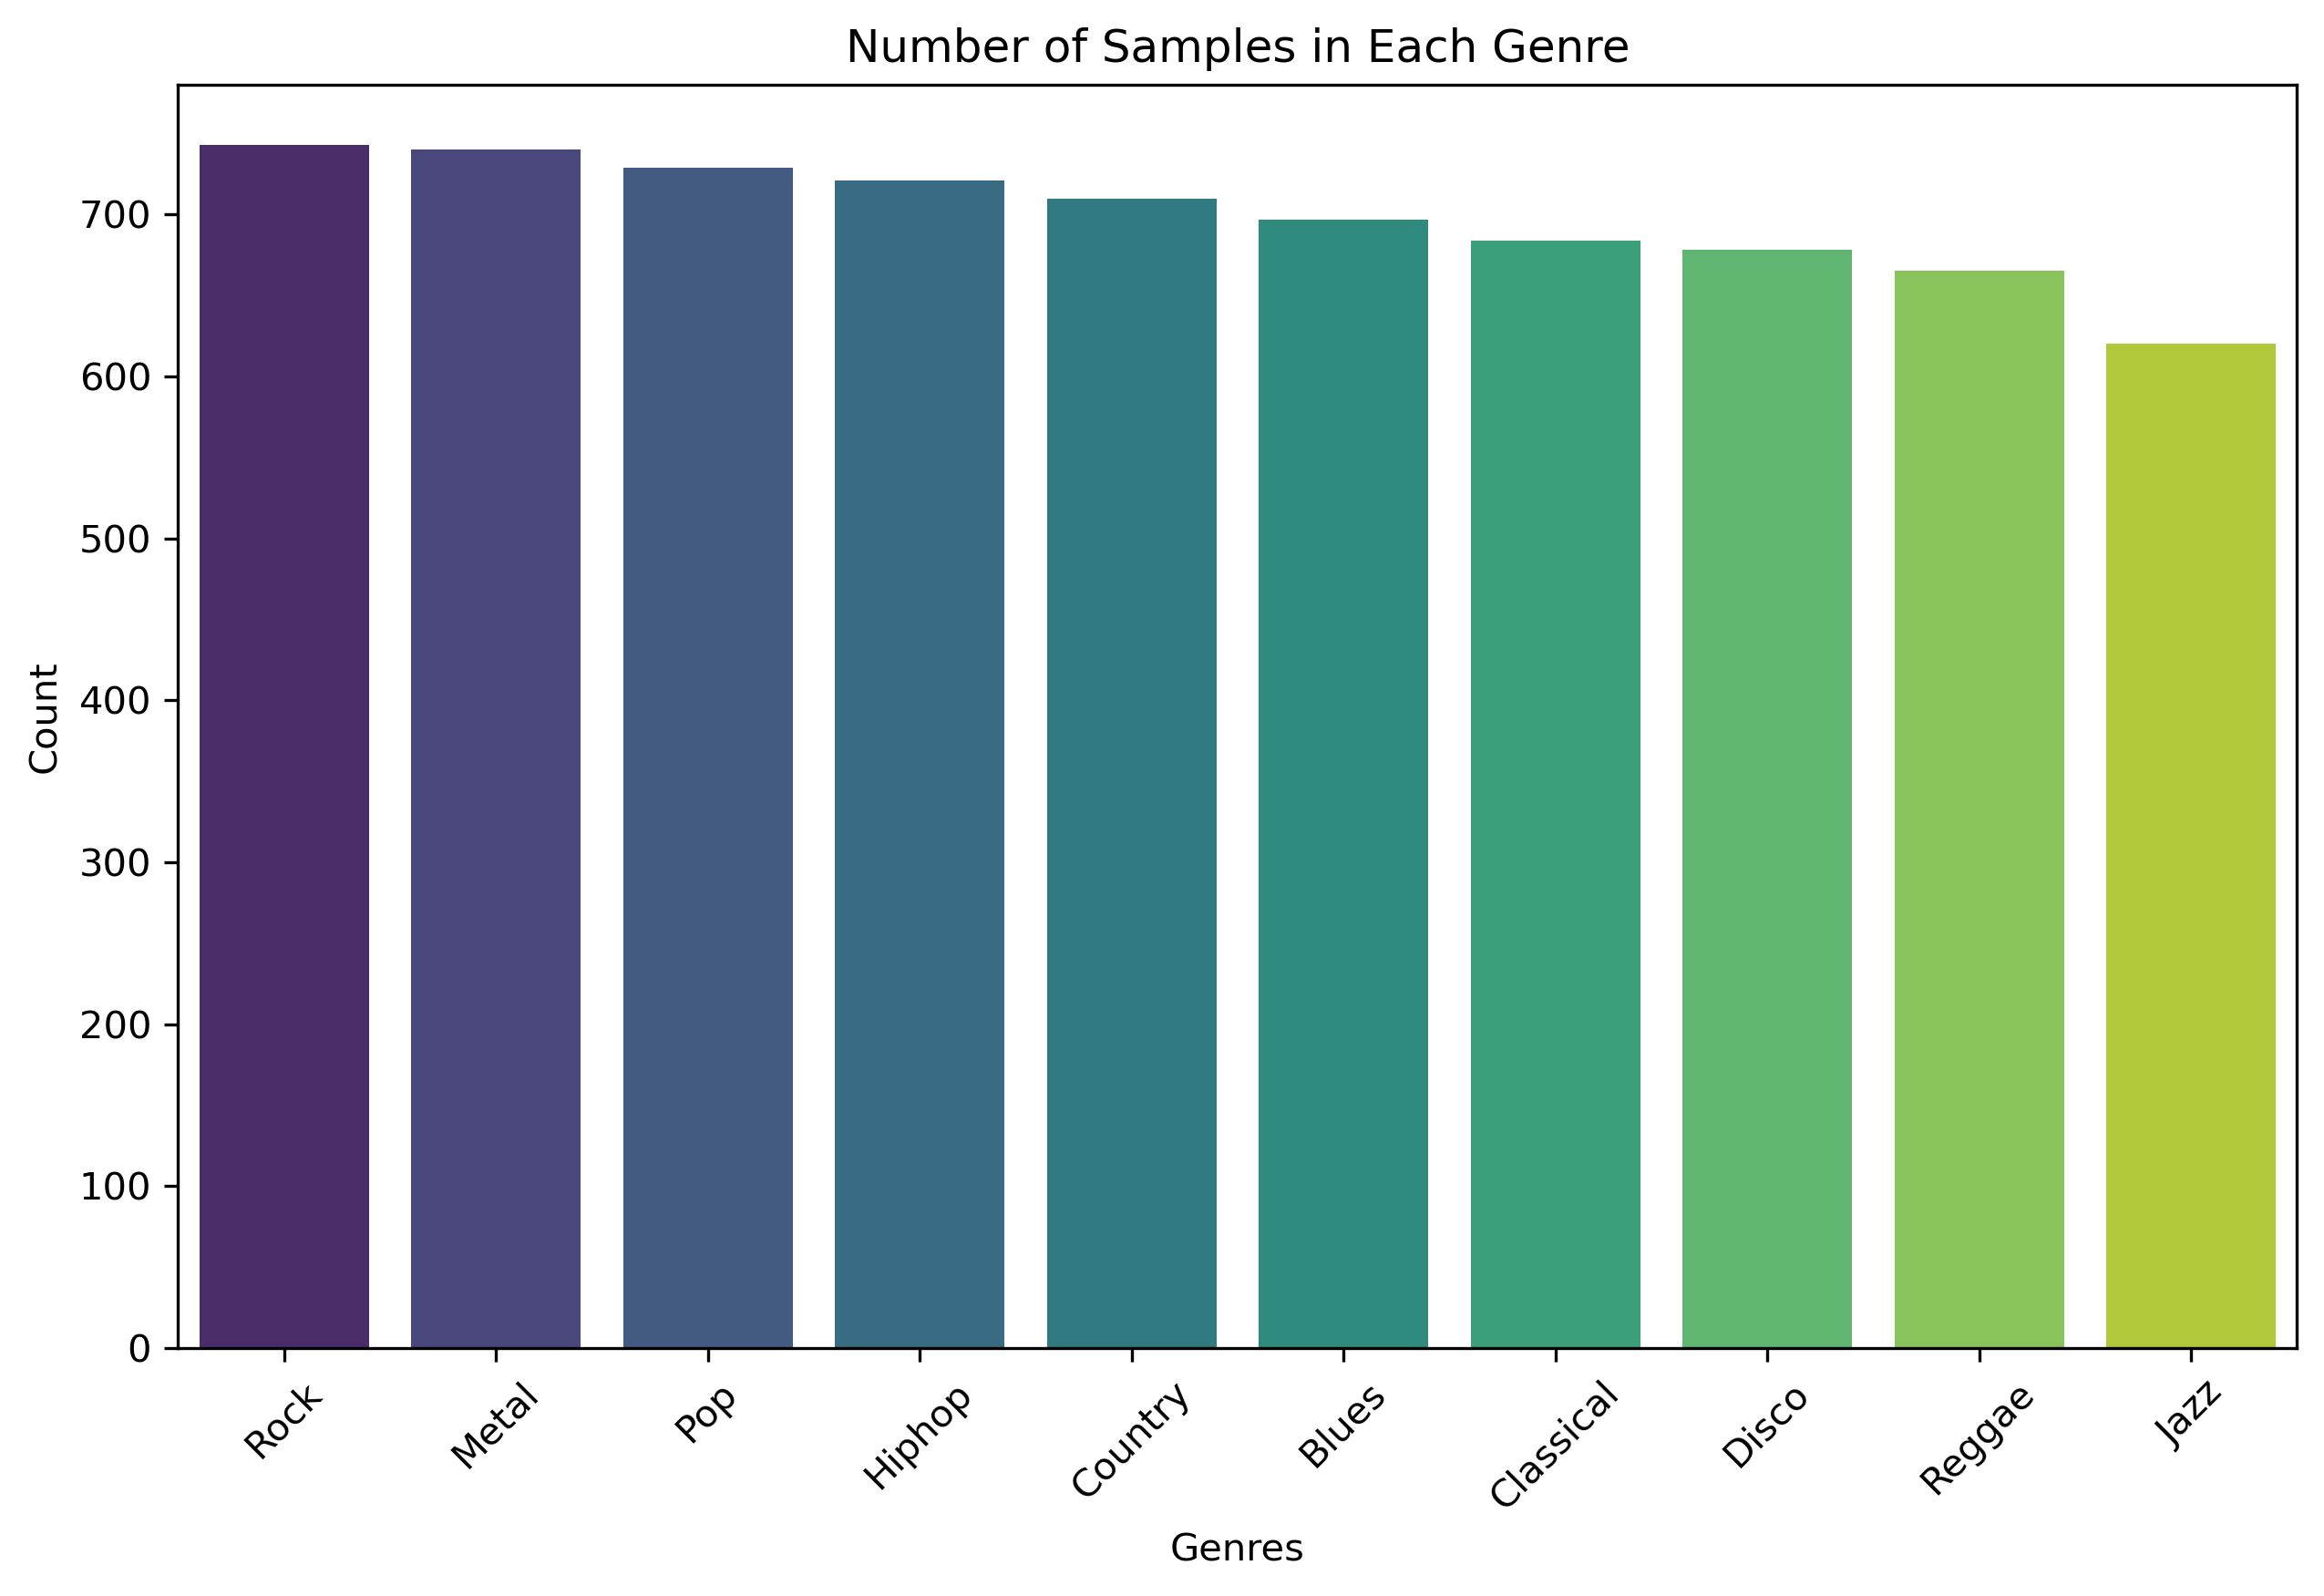 Number of Samples in Each Genre
Count
700
600
500
400
300
200
100
0
Rock
Metal
Pop
Hiphop
Country
Blues
Classical
Disco
Reggae
Jazz
Genres